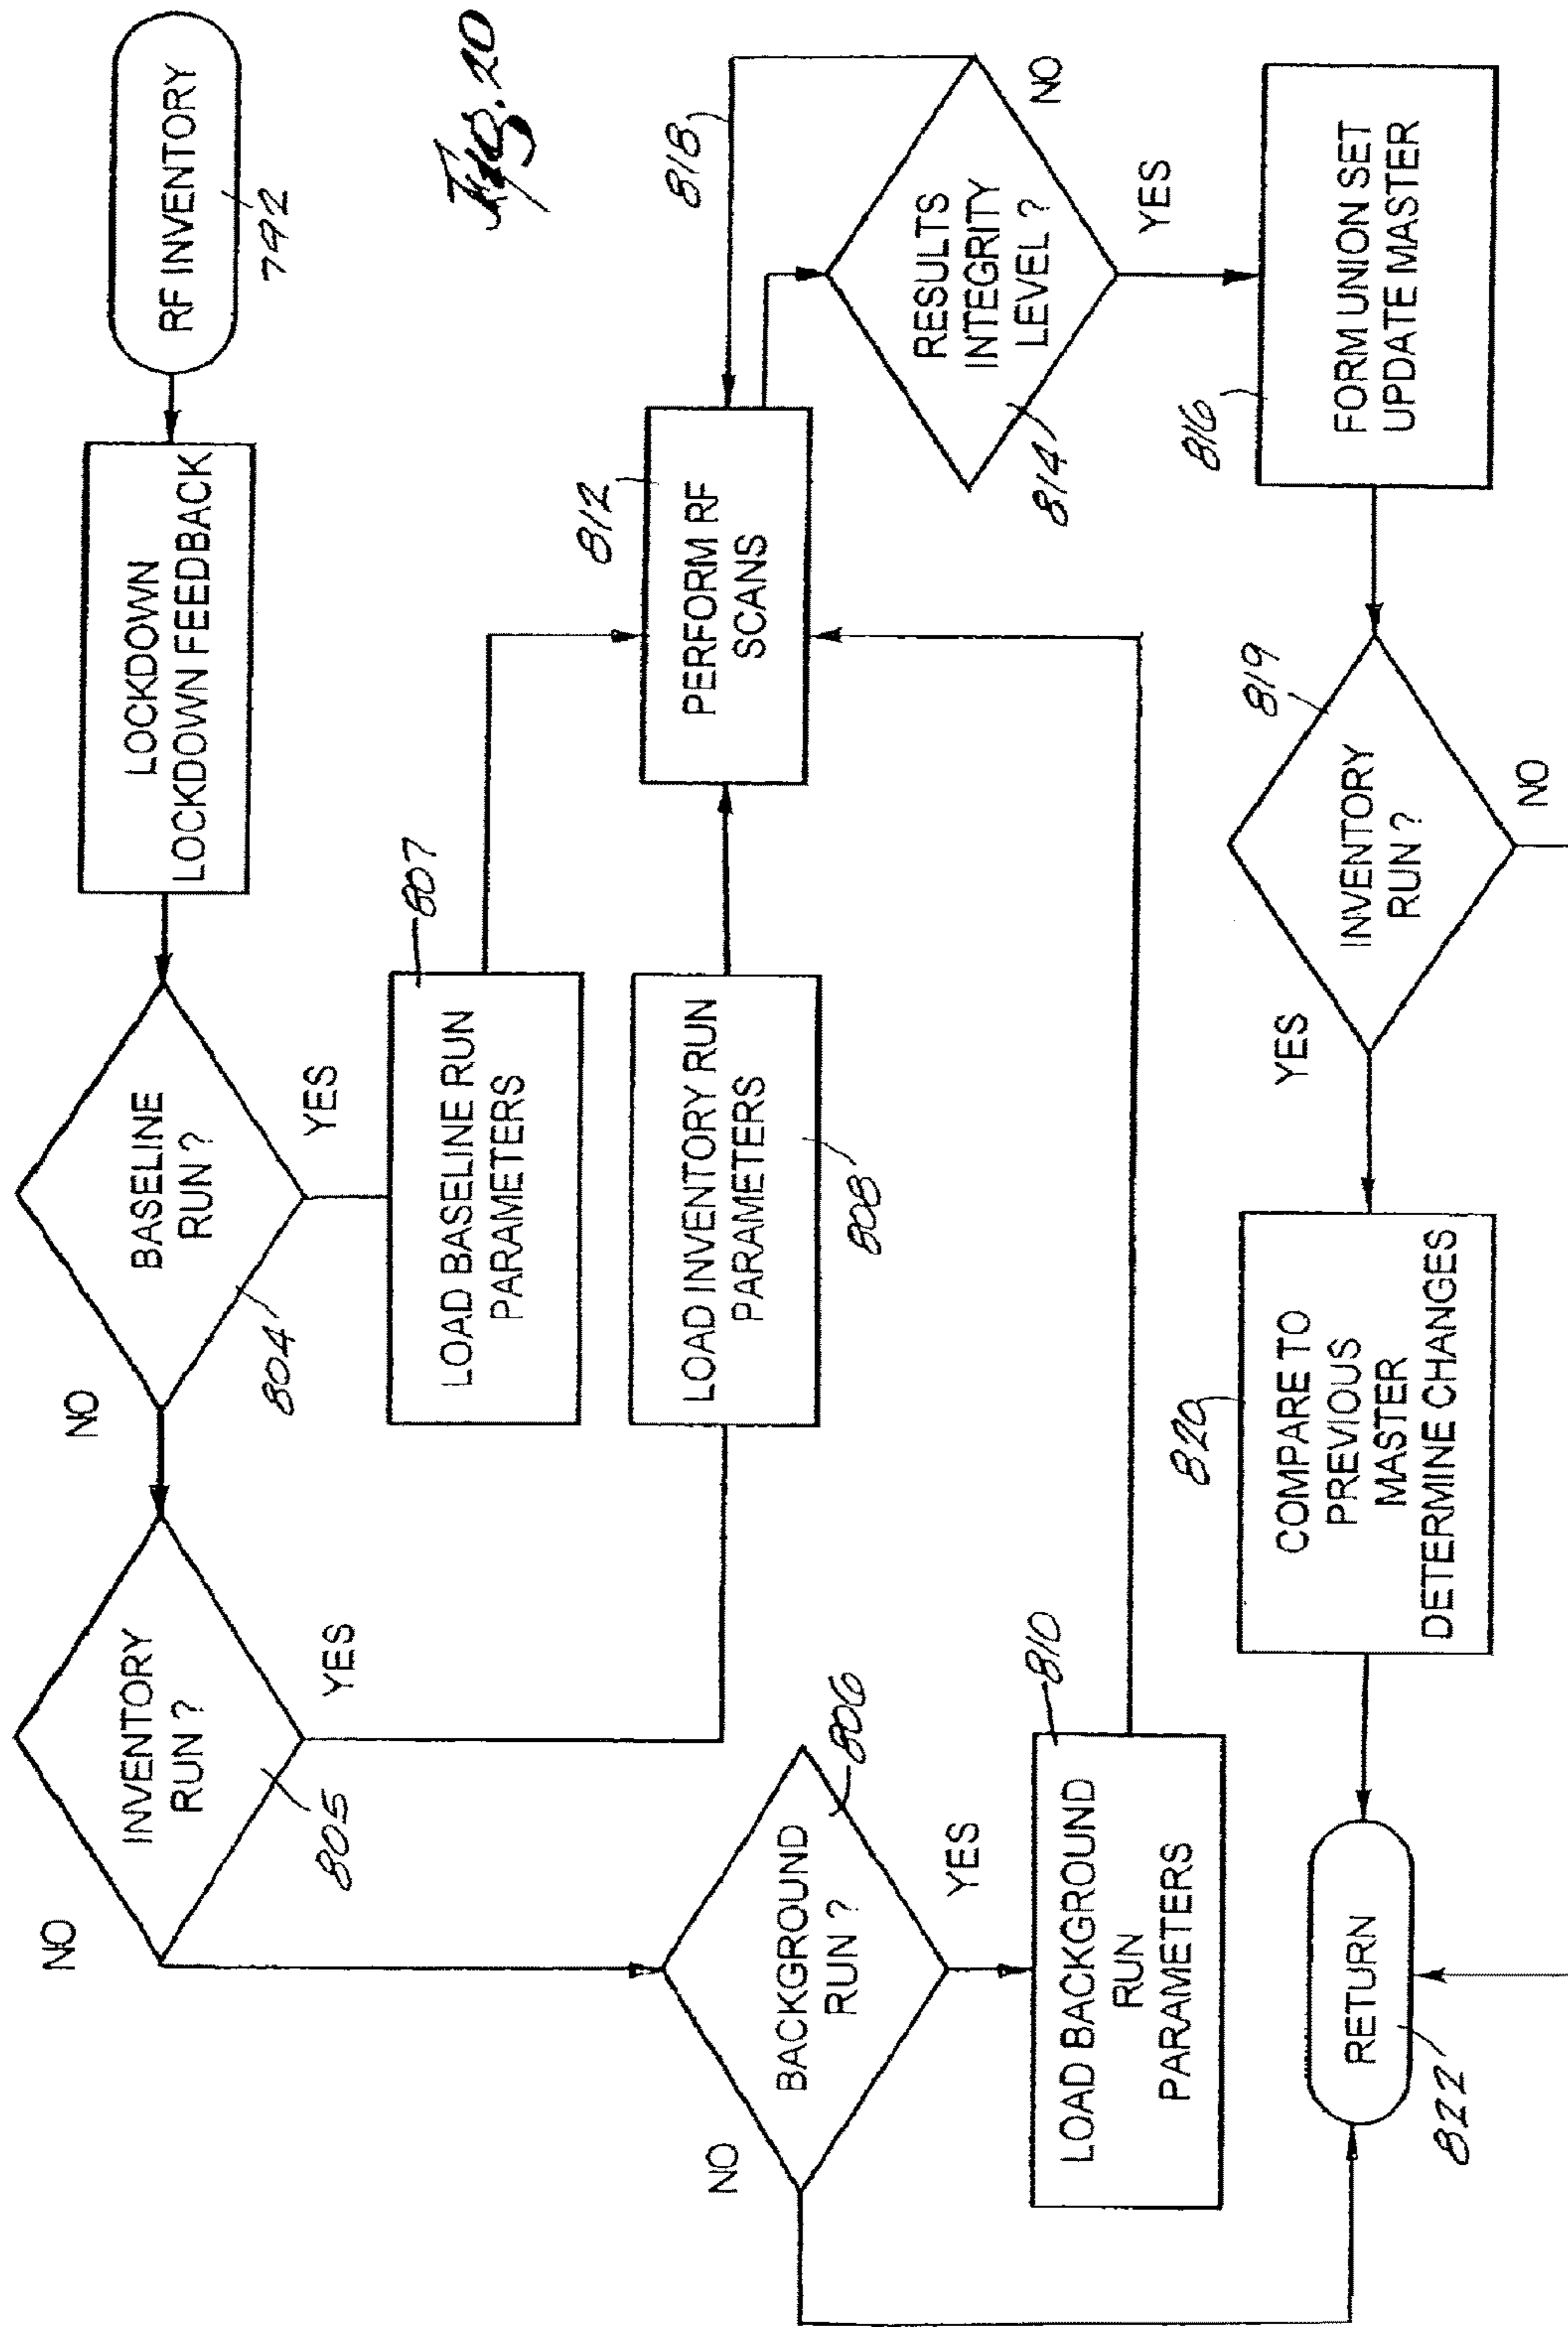 RF INVENTORY
792
Fig. 20
LOCKDOWN
LOCKDOWN FEEDBACK
BASELINE
RUN ?
804
NO
YES
LOAD BASELINE RUN
PARAMETERS
807
INVENTORY
RUN ?
805
NO
YES
LOAD INVENTORY RUN
PARAMETERS
808
BACKGROUND
RUN ?
806
NO
YES
LOAD BACKGROUND
RUN
PARAMETERS
810
PERFORM RF
SCANS
812
818
RESULTS
INTEGRITY
LEVEL ?
814
NO
YES
FORM UNION SET
UPDATE MASTER
816
INVENTORY
RUN ?
819
YES
NO
COMPARE TO
PREVIOUS
MASTER
DETERMINE CHANGES
820
RETURN
822